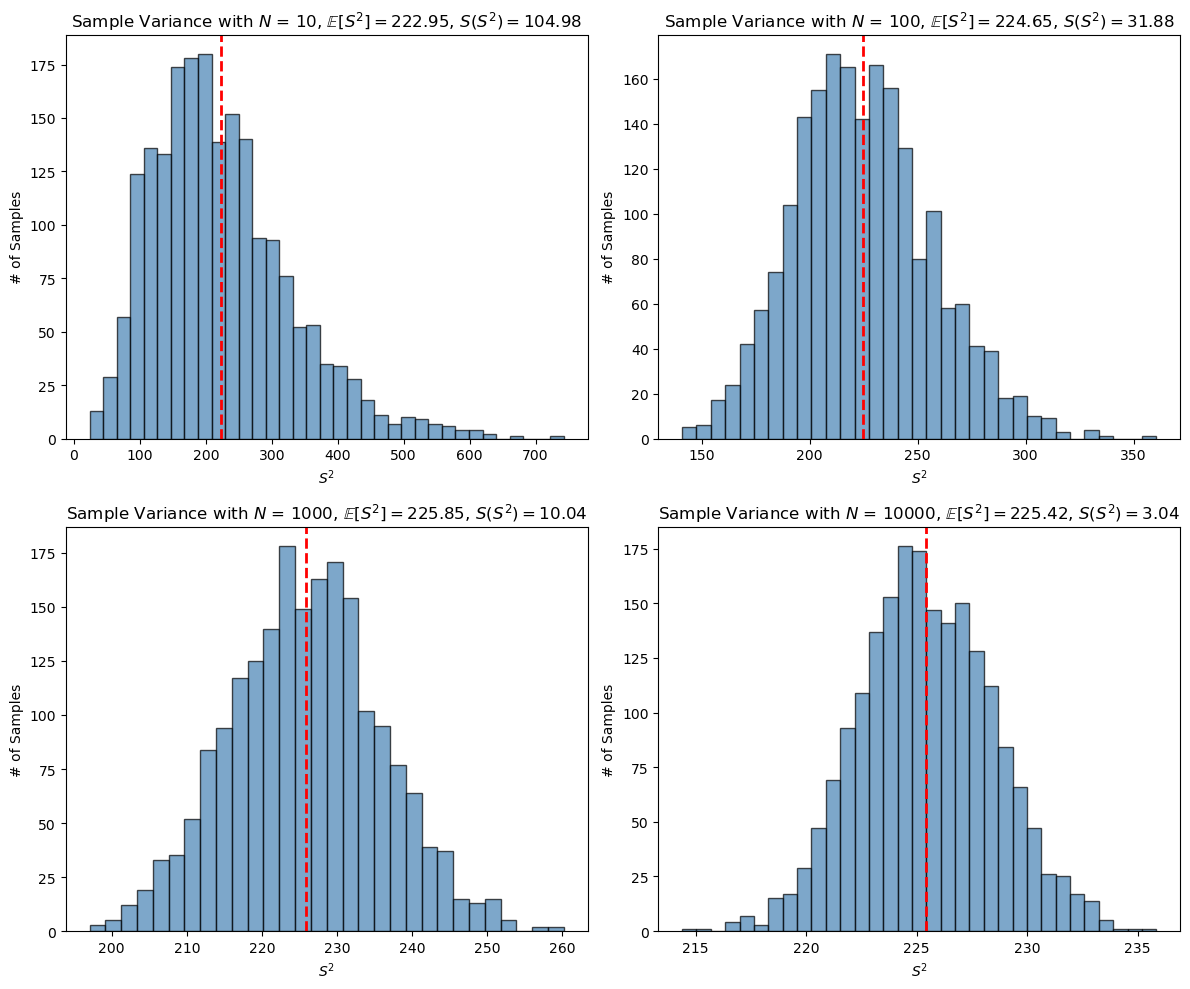 Sample Variance with N = 10, 𝔼[S²] = 222.95, S(S²) = 104.98
175
150
125
100
75
50
25
0
# of Samples
0 100 200 300 400 500 600 700
S²
Sample Variance with N = 100, 𝔼[S²] = 224.65, S(S²) = 31.88
160
140
120
100
80
60
40
20
0
# of Samples
150 200 250 300 350
S²
Sample Variance with N = 1000, 𝔼[S²] = 225.85, S(S²) = 10.04
175
150
125
100
75
50
25
0
# of Samples
200 210 220 230 240 250 260
S²
Sample Variance with N = 10000, 𝔼[S²] = 225.42, S(S²) = 3.04
175
150
125
100
75
50
25
0
# of Samples
215 220 225 230 235
S²